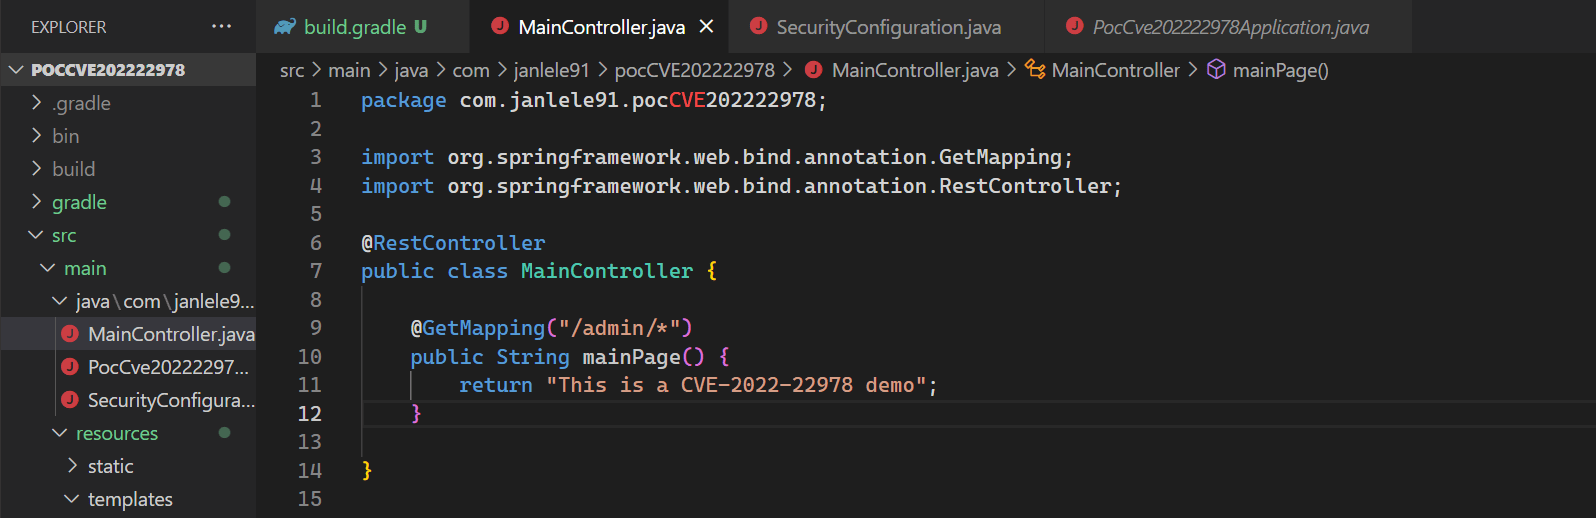 EXPLORER ...
POCCVE202222978
.gradle
bin
build
gradle
src
main
java\com\janlele9...
MainController.java
PocCve20222297...
SecurityConfigura...
resources
static
templates
build.gradle U
MainController.java
SecurityConfiguration.java
PocCve202222978Application.java
src > main > java > com > janlele91 > pocCVE202222978 > MainController.java > MainController > mainPage()
1 package com.janlele91.pocCVE202222978;
2
3 import org.springframework.web.bind.annotation.GetMapping;
4 import org.springframework.web.bind.annotation.RestController;
5
6 @RestController
7 public class MainController {
8
9 @GetMapping("/admin/*")
10 public String mainPage() {
11 return "This is a CVE-2022-22978 demo";
12 }
13
14 }
15